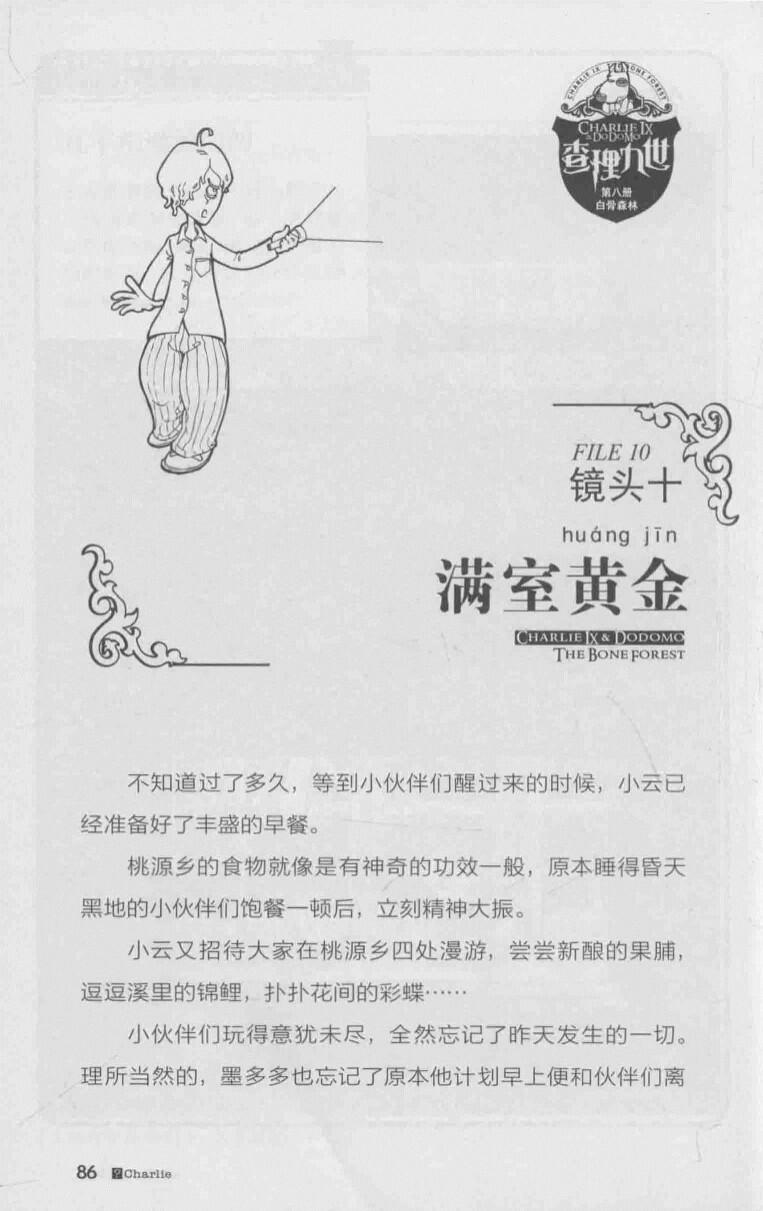 CHARLIE IX BONE FOREST
CHARLIE IX
& DODOMO
查理九世
第八册
白骨森林
FILE 10
镜头十
huáng jīn
满室黄金
CHARLIE IX & DODOMO
THE BONE FOREST
不知道过了多久，等到小伙伴们醒过来的时候，小云已
经准备好了丰盛的早餐。
桃源乡的食物就像是有神奇的功效一般，原本睡得昏天
黑地的小伙伴们饱餐一顿后，立刻精神大振。
小云又招待大家在桃源乡四处漫游，尝尝新酿的果脯，
逗逗溪里的锦鲤，扑扑花间的彩蝶……
小伙伴们玩得意犹未尽，全然忘记了昨天发生的一切。
理所当然的，墨多多也忘记了原本他计划早上便和伙伴们离
86 ?Charlie